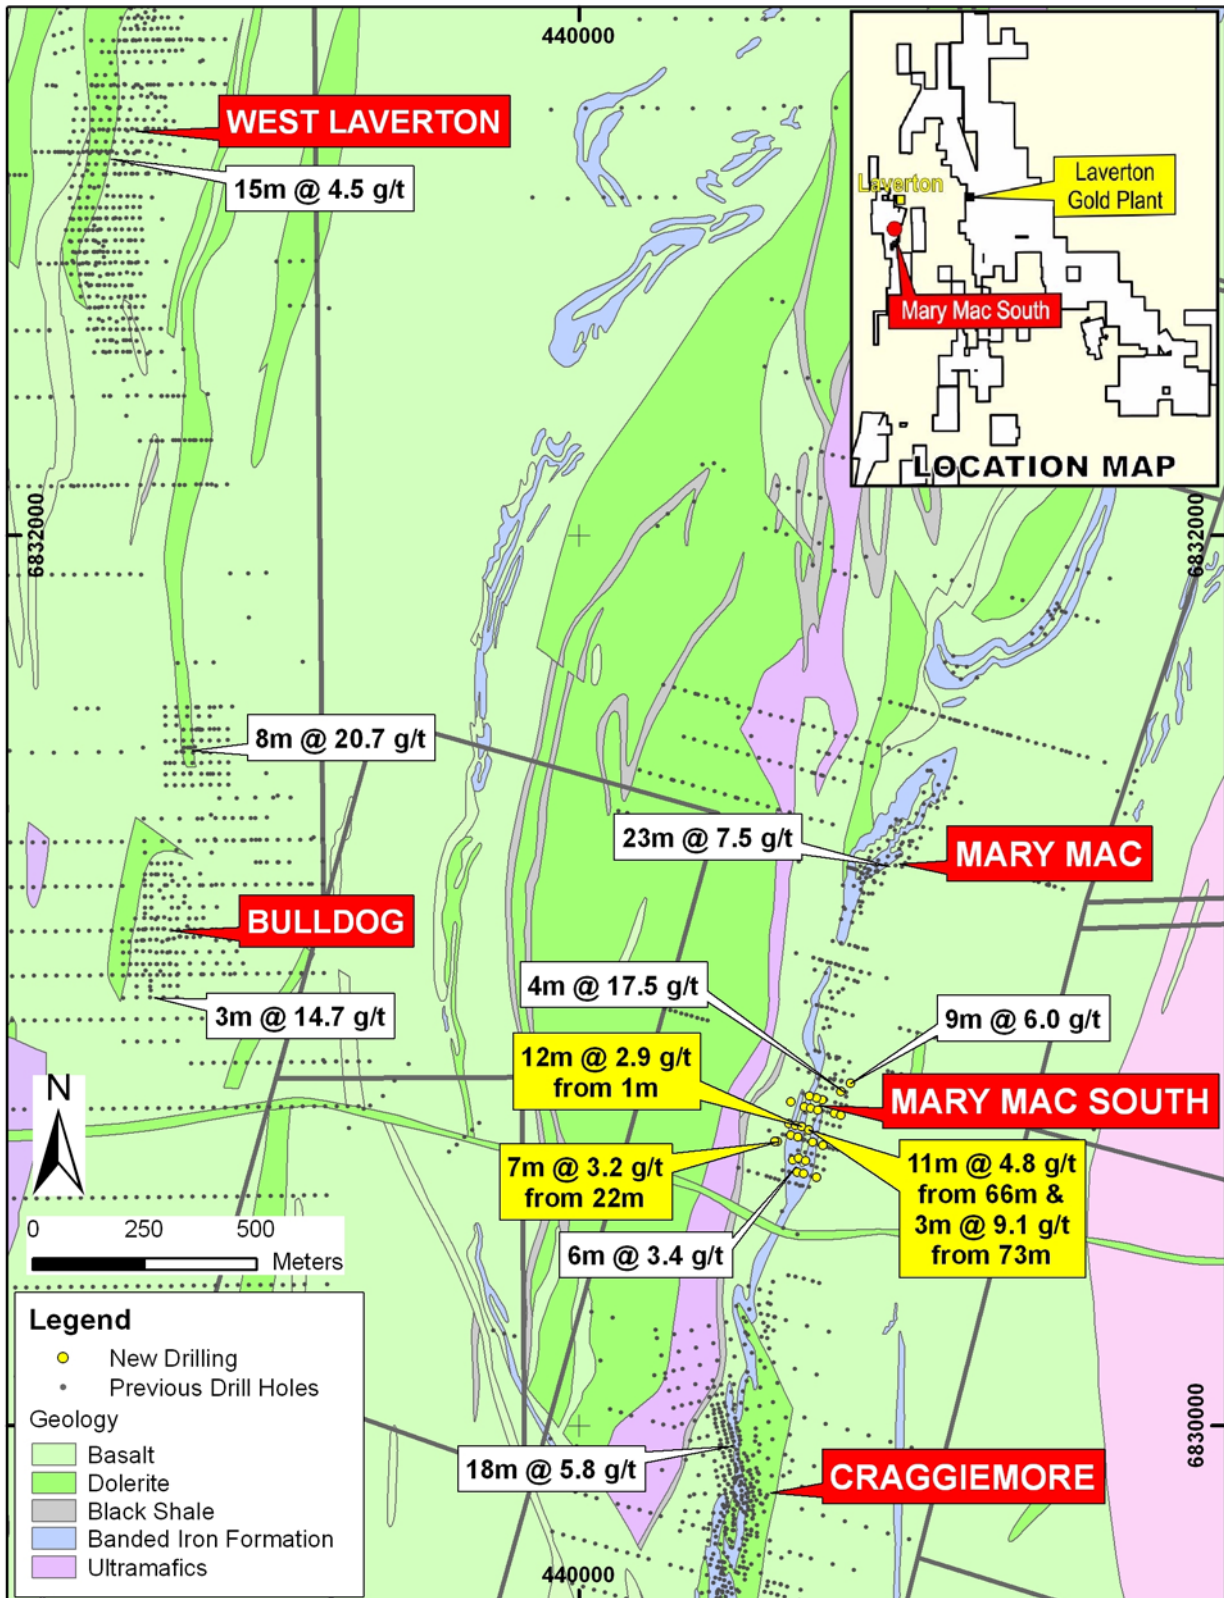 440000
WEST LAVERTON
15m @ 4.5 g/t
Laverton
Laverton
Gold Plant
Mary Mac South
LOCATION MAP
6832000
6832000
8m @ 20.7 g/t
23m @ 7.5 g/t
MARY MAC
BULLDOG
4m @ 17.5 g/t
3m @ 14.7 g/t
9m @ 6.0 g/t
12m @ 2.9 g/t
from 1m
MARY MAC SOUTH
N
7m @ 3.2 g/t
from 22m
11m @ 4.8 g/t
from 66m &
3m @ 9.1 g/t
from 73m
0 250 500
Meters
6m @ 3.4 g/t
Legend
New Drilling
Previous Drill Holes
Geology
Basalt
Dolerite
Black Shale
Banded Iron Formation
Ultramafics
6830000
18m @ 5.8 g/t
CRAGGIEMORE
440000